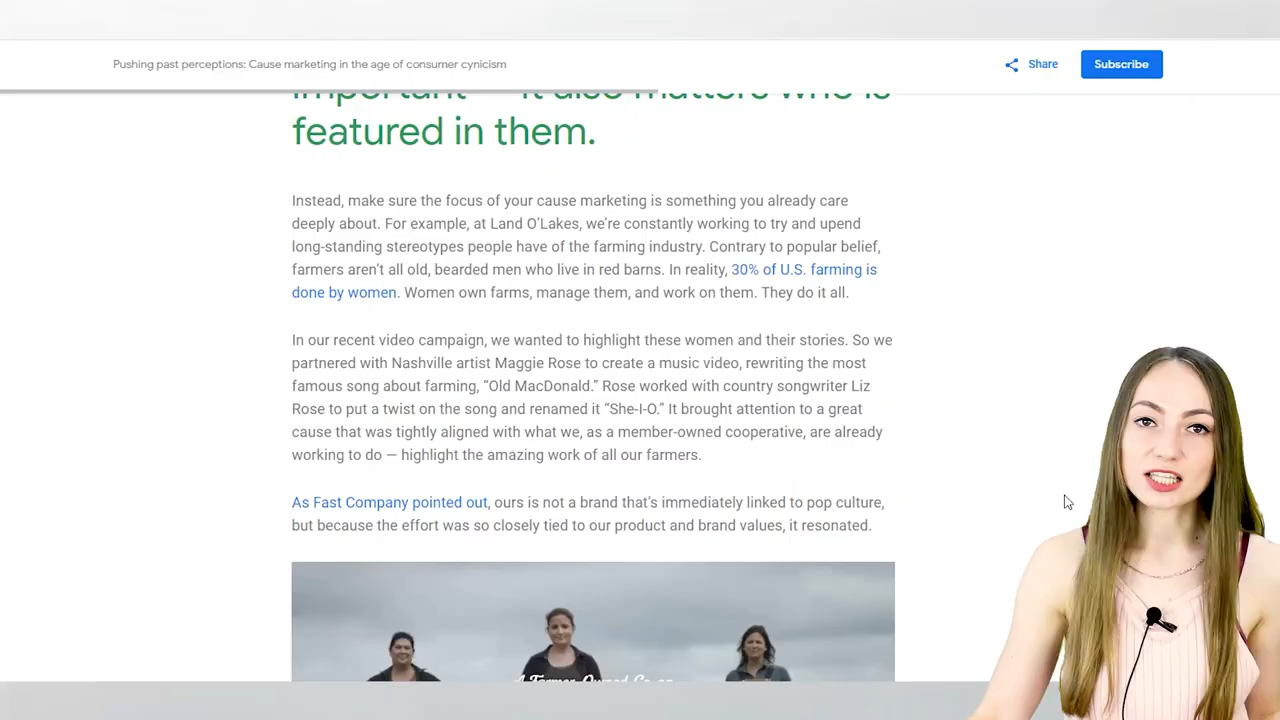 Pushing past perceptions: Cause marketing in the age of consumer cynicism
Share
Subscribe
important — it also matters who is
featured in them.
Instead, make sure the focus of your cause marketing is something you already care
deeply about. For example, at Land O'Lakes, we're constantly working to try and upend
long-standing stereotypes people have of the farming industry. Contrary to popular belief,
farmers aren't all old, bearded men who live in red barns. In reality, 30% of U.S. farming is
done by women. Women own farms, manage them, and work on them. They do it all.
In our recent video campaign, we wanted to highlight these women and their stories. So we
partnered with Nashville artist Maggie Rose to create a music video, rewriting the most
famous song about farming, “Old MacDonald.” Rose worked with country songwriter Liz
Rose to put a twist on the song and renamed it “She-I-O.” It brought attention to a great
cause that was tightly aligned with what we, as a member-owned cooperative, are already
working to do — highlight the amazing work of all our farmers.
As Fast Company pointed out, ours is not a brand that's immediately linked to pop culture,
but because the effort was so closely tied to our product and brand values, it resonated.
A Farmer-Owned Co-op